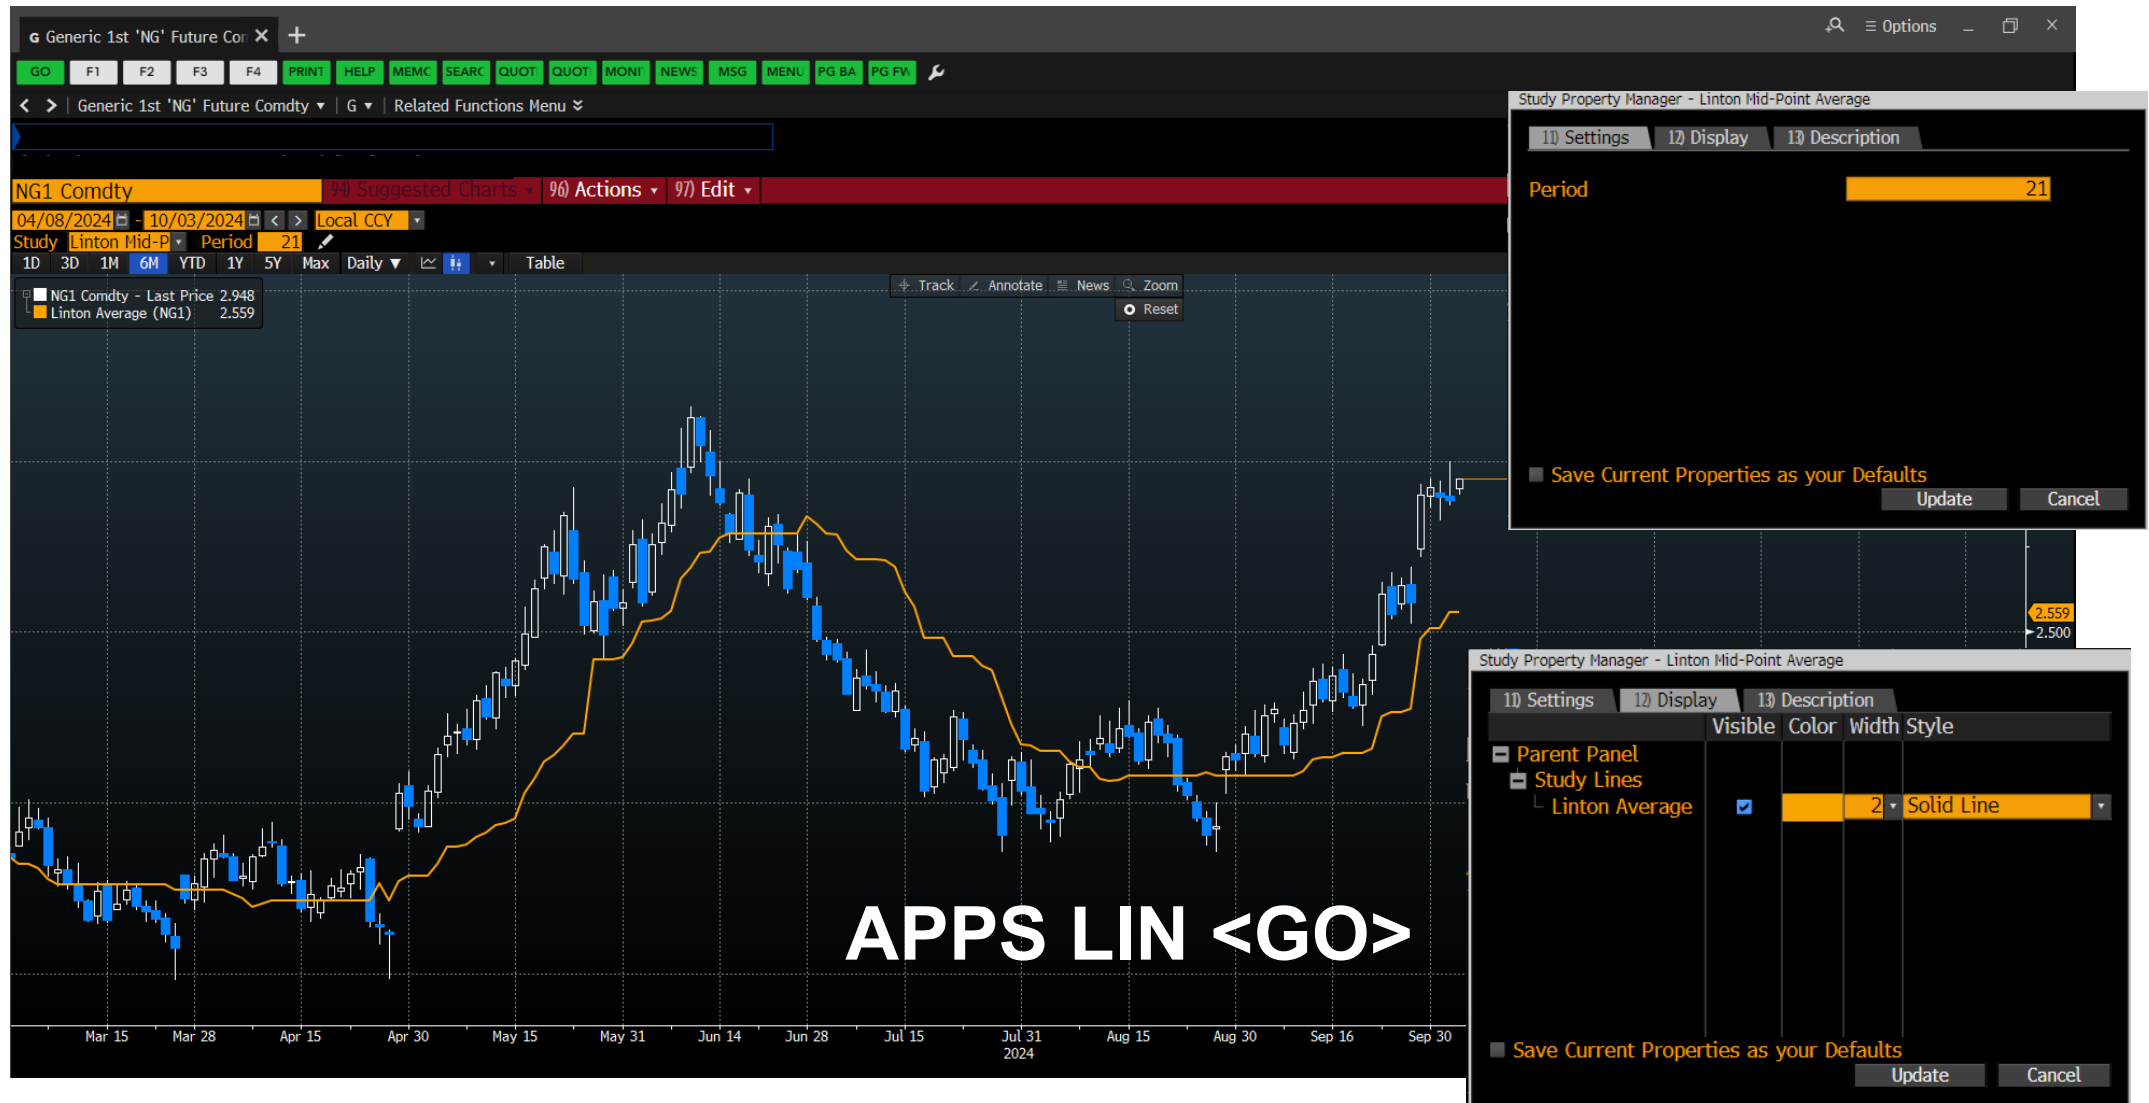 G Generic 1st 'NG' Future Con × +
Options
GO F1 F2 F3 F4 PRINT HELP MEMC SEARC QUOT QUOT MONI NEWS MSG MENU PG BA PG FW
Generic 1st 'NG' Future Comdty G Related Functions Menu
NG1 Comdty 94) Suggested Charts 96) Actions 97) Edit
04/08/2024 - 10/03/2024 < > Local CCY
Study Linton Mid-P Period 21
1D 3D 1M 6M YTD 1Y 5Y Max Daily Table
Track Annotate News Zoom
Reset
NG1 Comdty - Last Price 2.948
Linton Average (NG1) 2.559
Study Property Manager - Linton Mid-Point Average
11) Settings 12) Display 13) Description
Period 21
Save Current Properties as your Defaults
Update Cancel
2.559
2.500
Study Property Manager - Linton Mid-Point Average
11) Settings 12) Display 13) Description
Visible Color Width Style
Parent Panel
Study Lines
Linton Average 2 Solid Line
Save Current Properties as your Defaults
Update Cancel
APPS LIN <GO>
Mar 15 Mar 28 Apr 15 Apr 30 May 15 May 31 Jun 14 Jun 28 Jul 15 Jul 31 Aug 15 Aug 30 Sep 16 Sep 30
2024